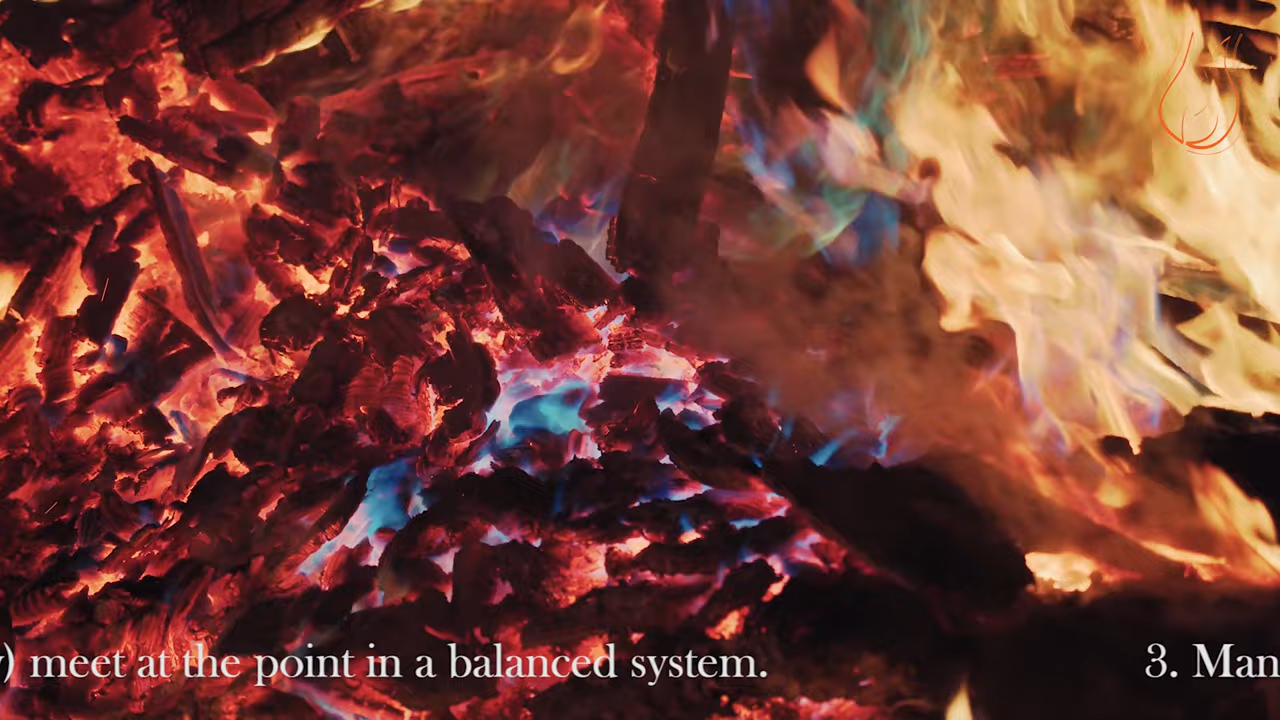 ) meet at the point in a balanced system. 3. Man